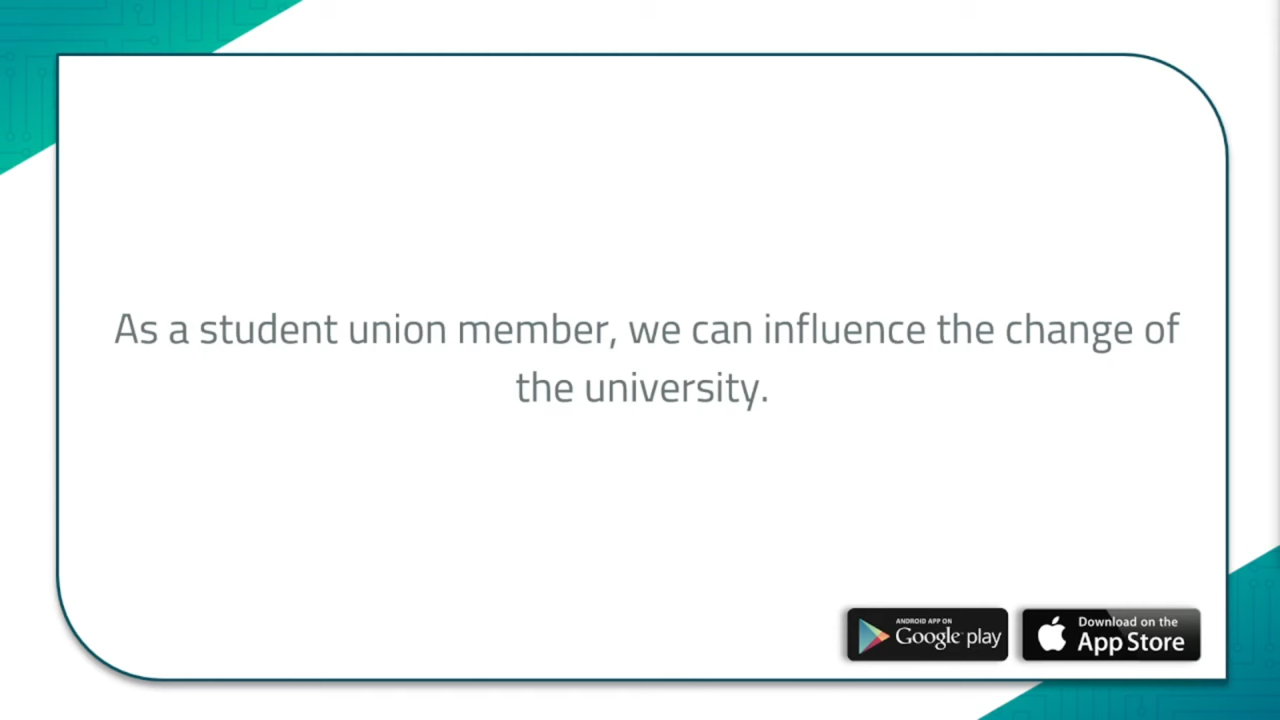 As a student union member, we can influence the change of
the university.
ANDROID APP ON
Google play
Download on the
App Store